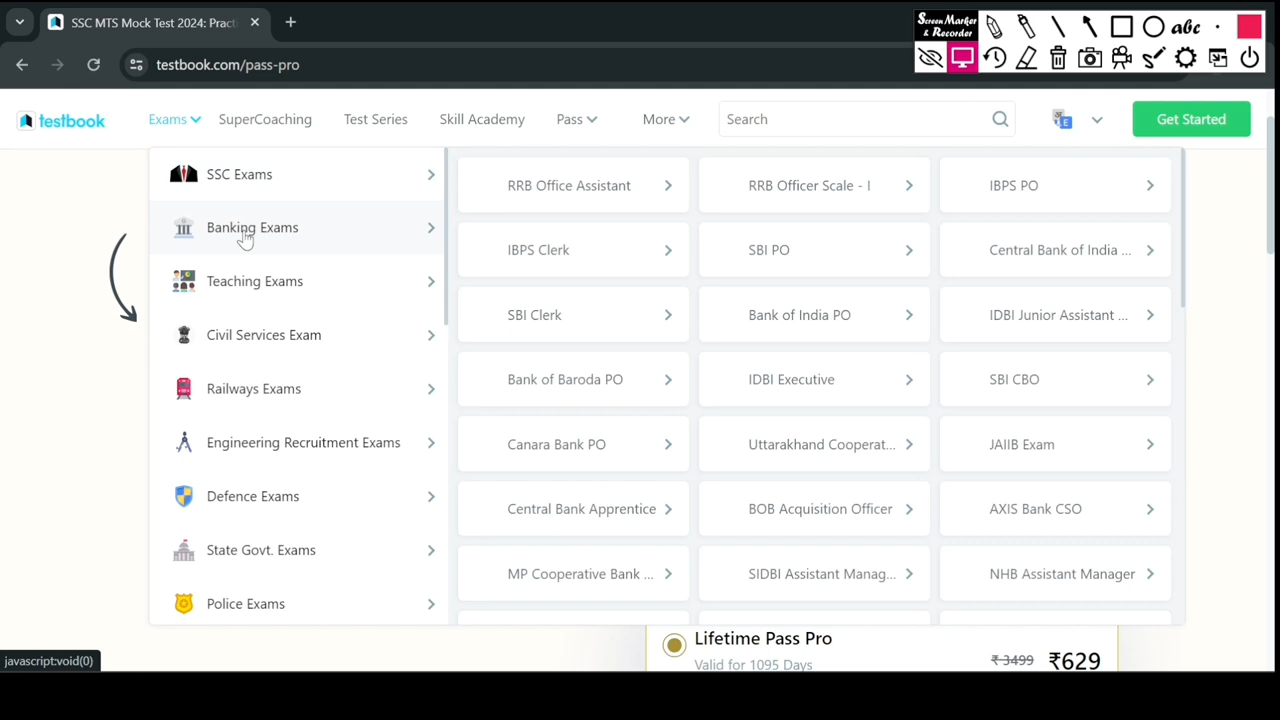 SSC MTS Mock Test 2024: Pract
Screen Marker
& Recorder
abc
testbook.com/pass-pro
testbook
Exams
SuperCoaching
Test Series
Skill Academy
Pass
More
Search
E
Get Started
SSC Exams
Banking Exams
Teaching Exams
Civil Services Exam
Railways Exams
Engineering Recruitment Exams
Defence Exams
State Govt. Exams
Police Exams
RRB Office Assistant
RRB Officer Scale - I
IBPS PO
IBPS Clerk
SBI PO
Central Bank of India ...
SBI Clerk
Bank of India PO
IDBI Junior Assistant ...
Bank of Baroda PO
IDBI Executive
SBI CBO
Canara Bank PO
Uttarakhand Cooperat...
JAIIB Exam
Central Bank Apprentice
BOB Acquisition Officer
AXIS Bank CSO
MP Cooperative Bank ...
SIDBI Assistant Manag...
NHB Assistant Manager
Lifetime Pass Pro
Valid for 1095 Days
₹ 3499 ₹629
javascript:void(0)